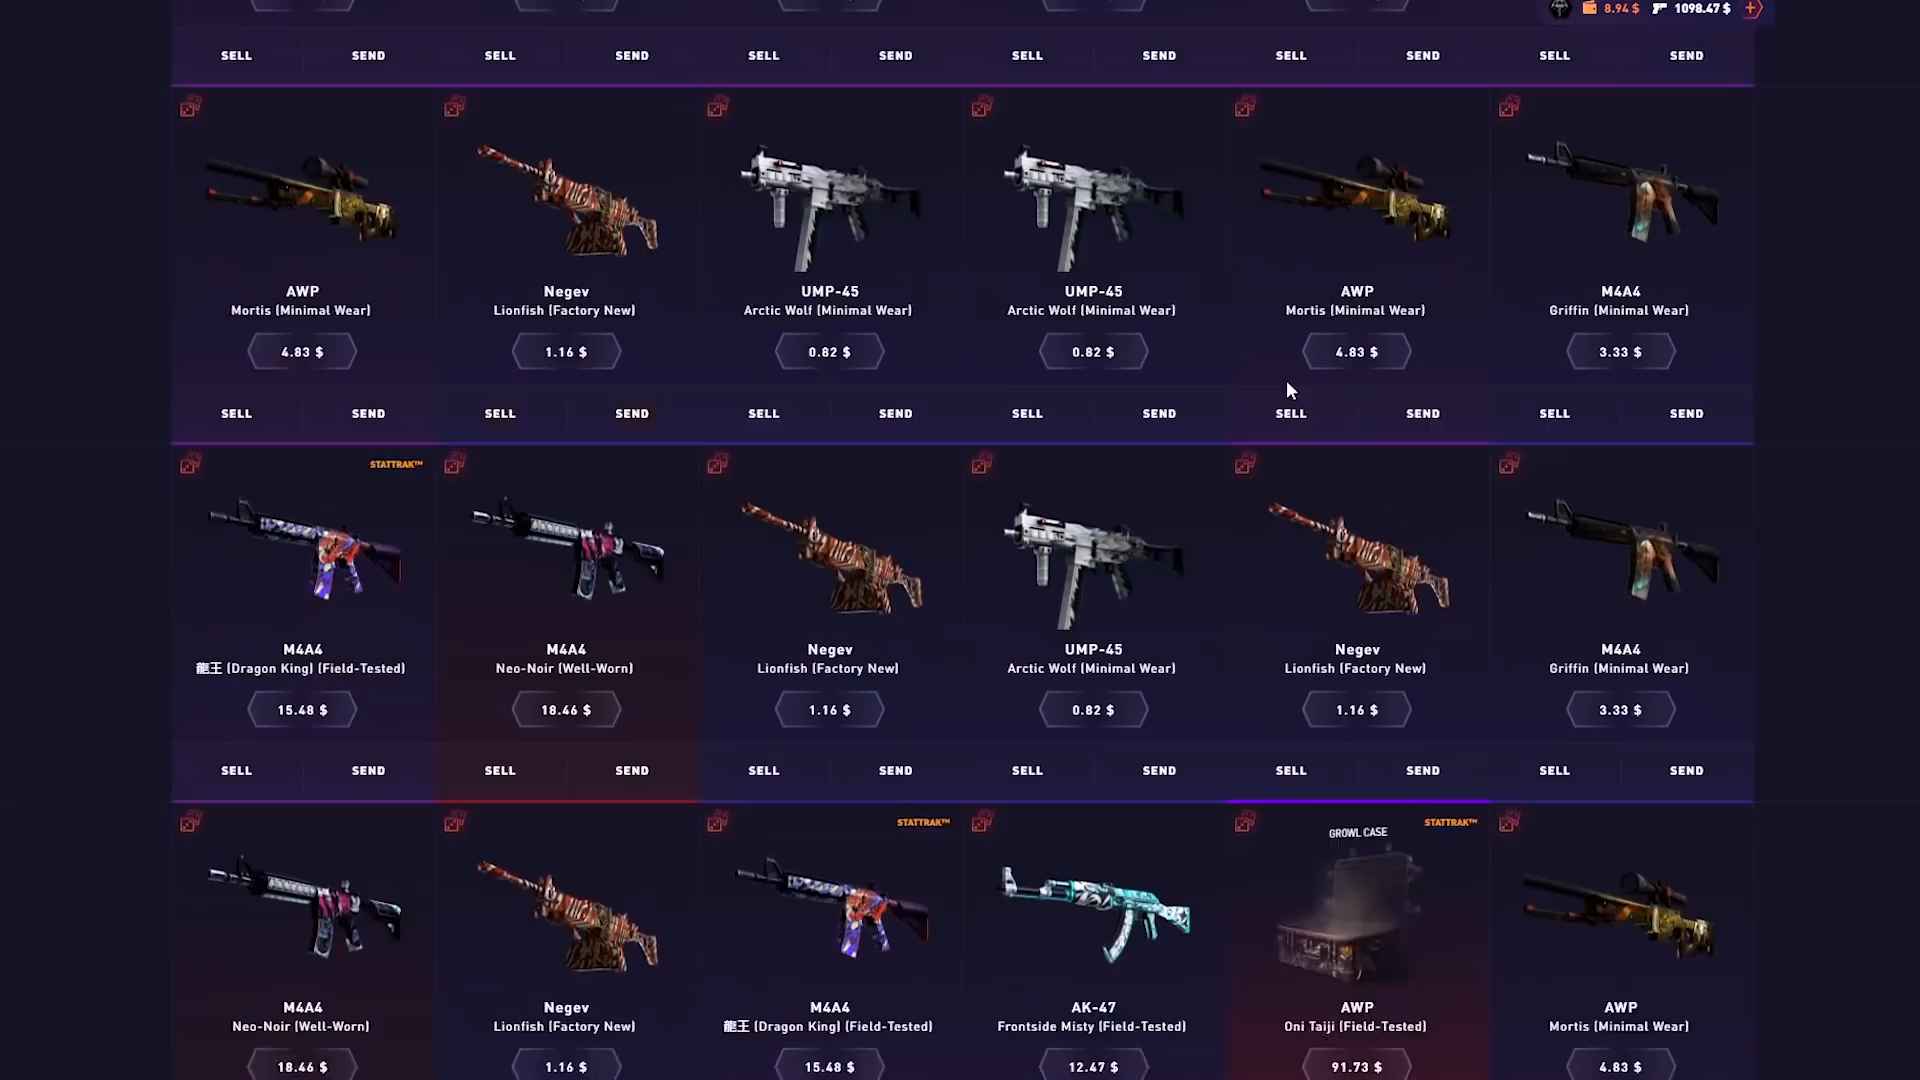 8.94 $ 1098.47 $ +
SELL SEND SELL SEND SELL SEND SELL SEND SELL SEND SELL SEND
AWP Negev UMP-45 UMP-45 AWP M4A4
Mortis (Minimal Wear) Lionfish (Factory New) Arctic Wolf (Minimal Wear) Arctic Wolf (Minimal Wear) Mortis (Minimal Wear) Griffin (Minimal Wear)
4.83 $ 1.16 $ 0.82 $ 0.82 $ 4.83 $ 3.33 $
SELL SEND SELL SEND SELL SEND SELL SEND SELL SEND SELL SEND
STATTRAK™
M4A4 M4A4 Negev UMP-45 Negev M4A4
龍王 (Dragon King) (Field-Tested) Neo-Noir (Well-Worn) Lionfish (Factory New) Arctic Wolf (Minimal Wear) Lionfish (Factory New) Griffin (Minimal Wear)
15.48 $ 18.46 $ 1.16 $ 0.82 $ 1.16 $ 3.33 $
SELL SEND SELL SEND SELL SEND SELL SEND SELL SEND SELL SEND
STATTRAK™ STATTRAK™
GROWL CASE
M4A4 Negev M4A4 AK-47 AWP AWP
Neo-Noir (Well-Worn) Lionfish (Factory New) 龍王 (Dragon King) (Field-Tested) Frontside Misty (Field-Tested) Oni Taiji (Field-Tested) Mortis (Minimal Wear)
18.46 $ 1.16 $ 15.48 $ 12.47 $ 91.73 $ 4.83 $